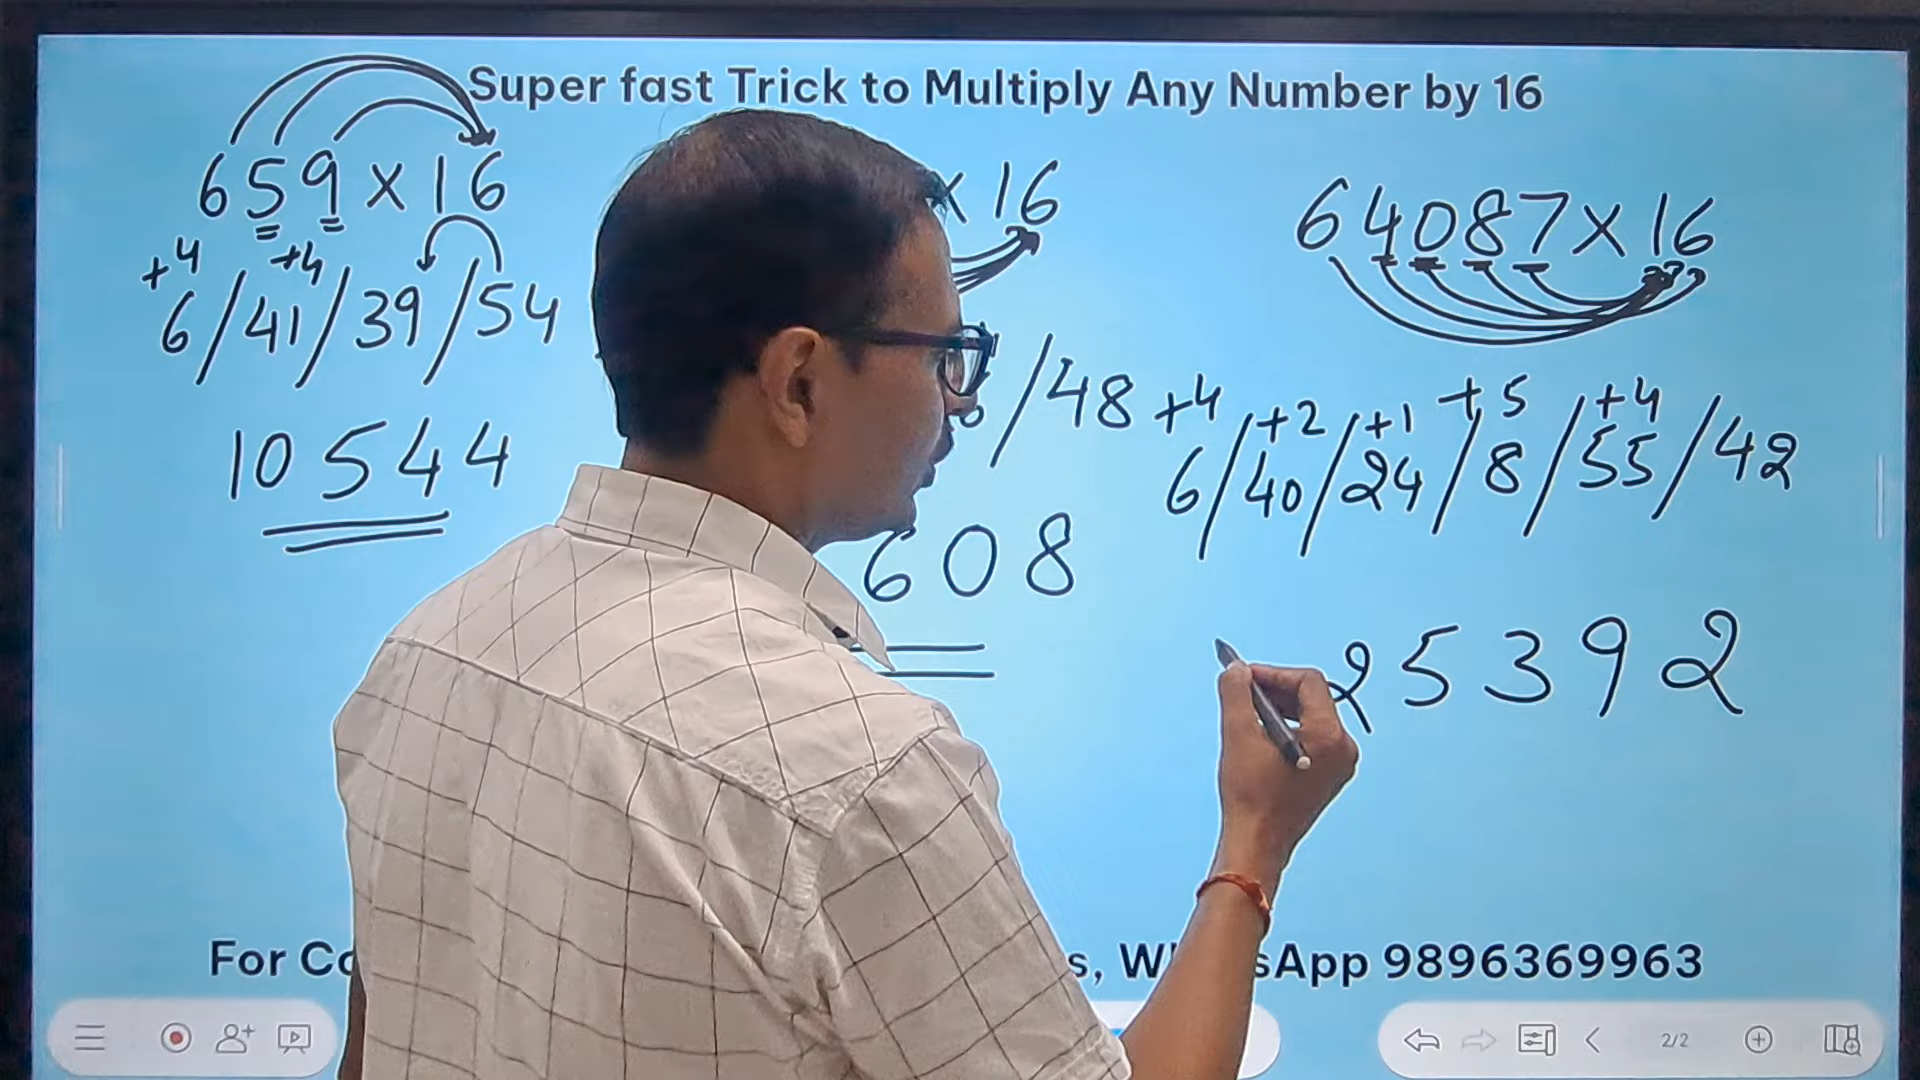 Super fast Trick to Multiply Any Number by 16
659 × 16
+4 +4
6/41/39/54
10544
× 16
/48
608
64087 × 16
+4 +2 +1 +5 +4
6/40/24/8/55/42
25392
For
WhatsApp 9896369963
2/2